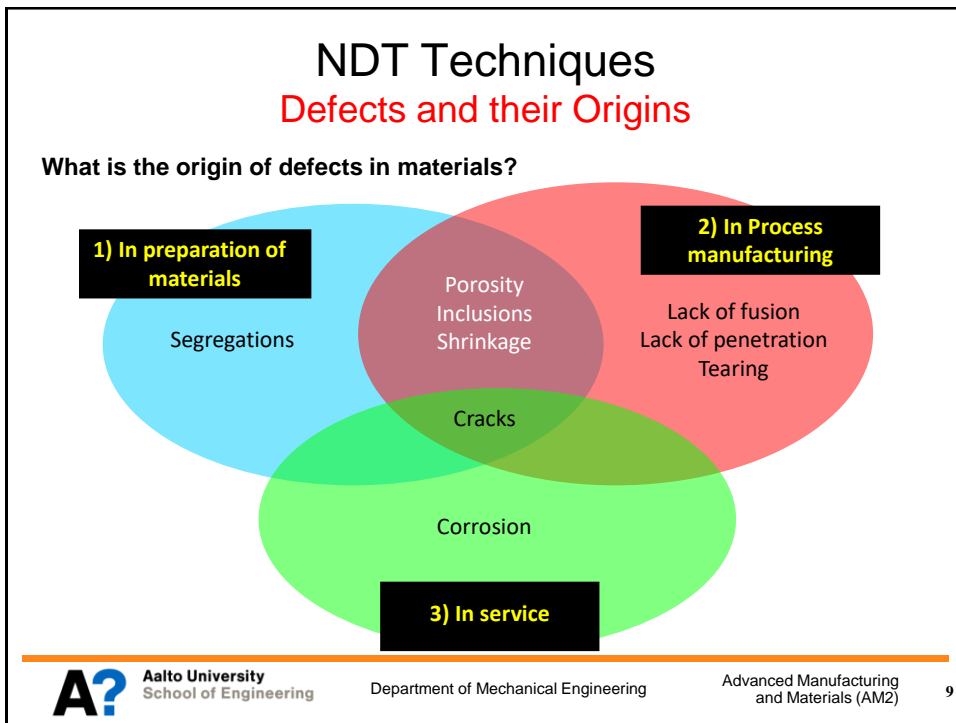 NDT Techniques
Defects and their Origins
What is the origin of defects in materials?
1) In preparation of
materials
2) In Process
manufacturing
Porosity
Inclusions
Shrinkage
Segregations
Lack of fusion
Lack of penetration
Tearing
Cracks
Corrosion
3) In service
A?
Aalto University
School of Engineering
Department of Mechanical Engineering
Advanced Manufacturing
and Materials (AM2)
9